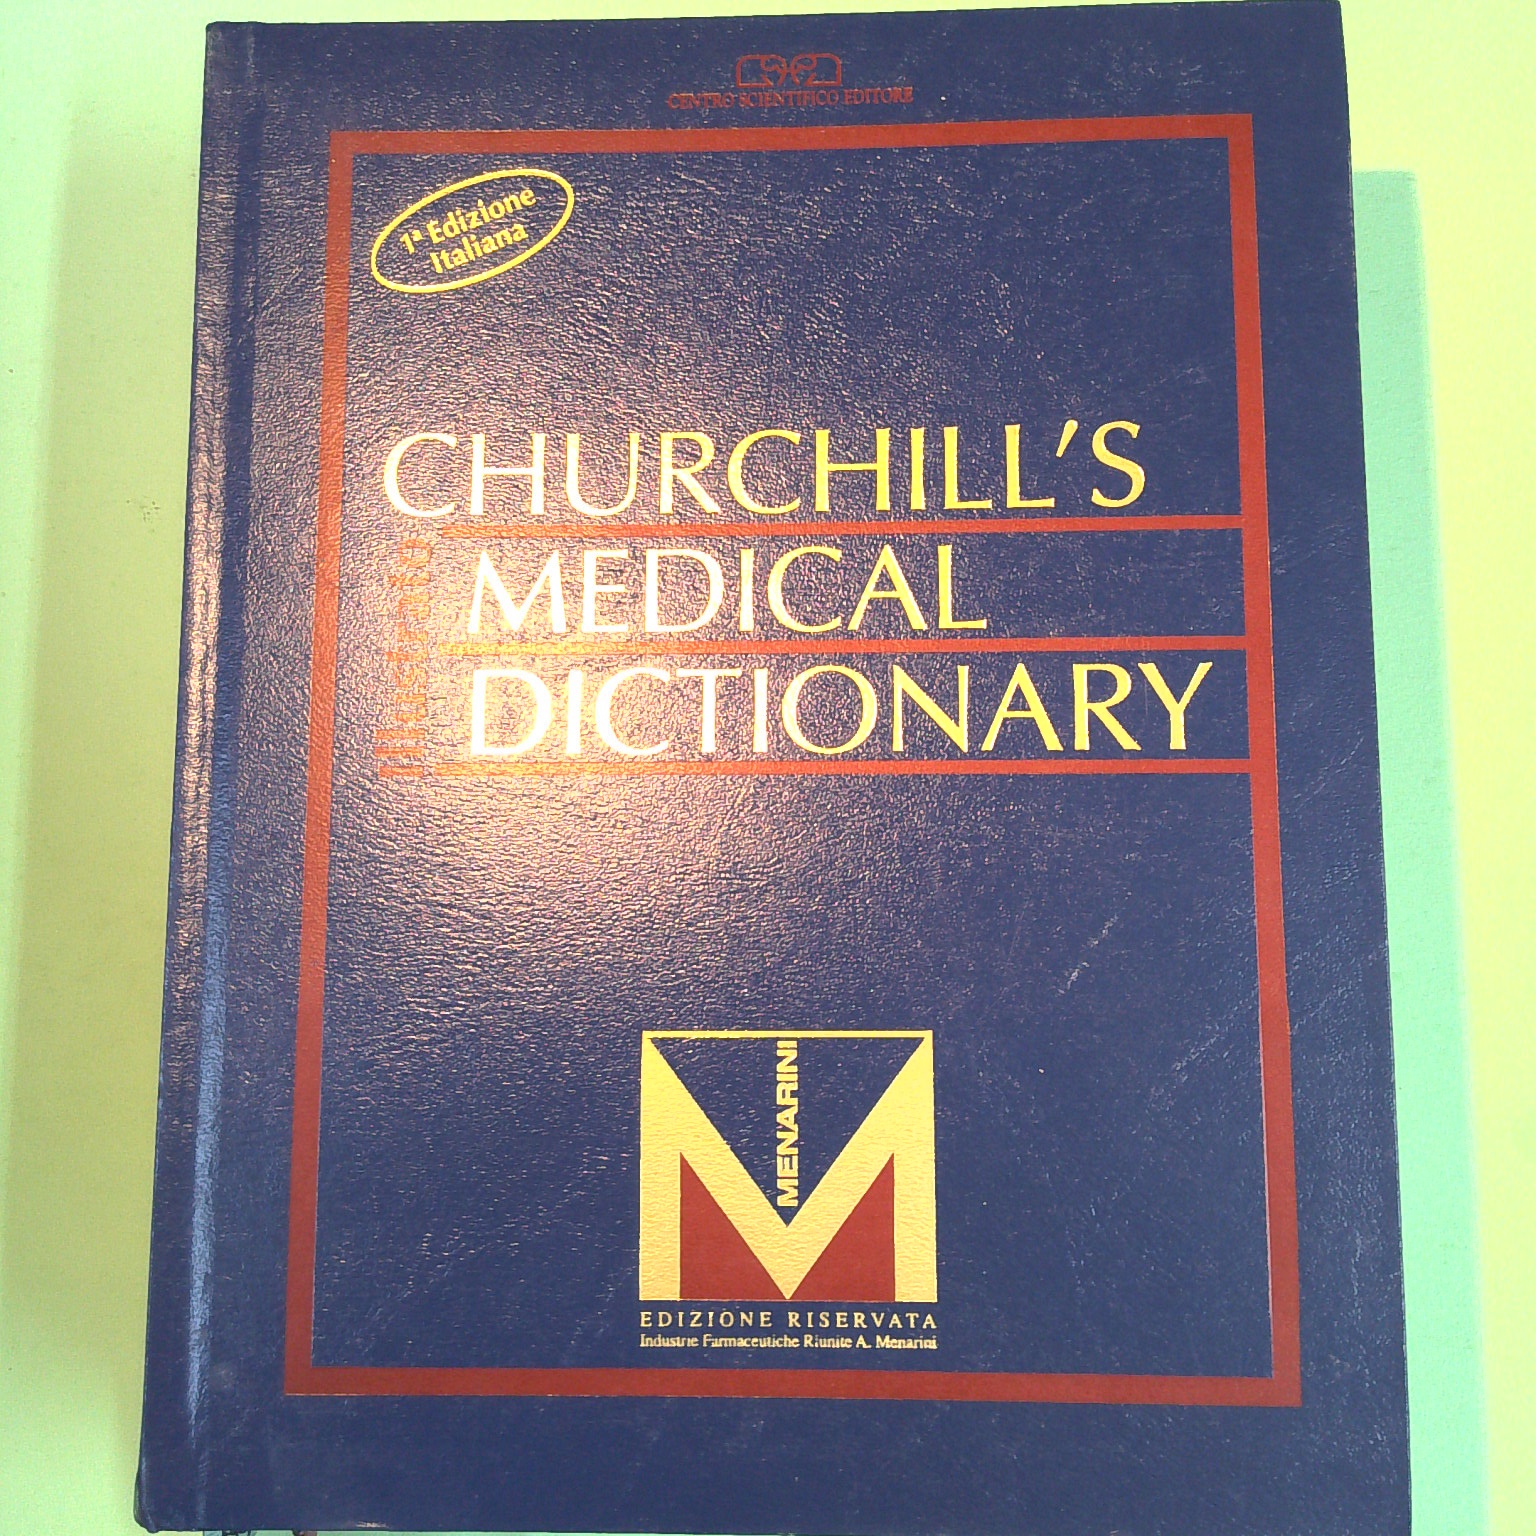 CENTRO SCIENTIFICO EDITORE
1ª Edizione
Italiana
CHURCHILL'S
illustrato
MEDICAL
DICTIONARY
MENARINI
EDIZIONE RISERVATA
Industrie Farmaceutiche Riunite A. Menarini